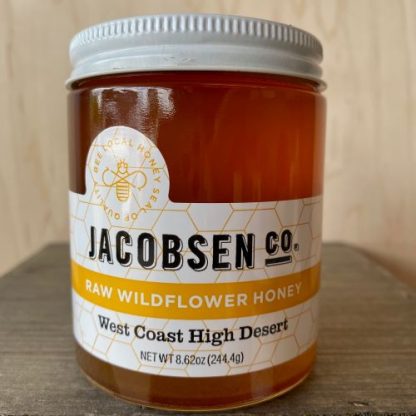 BEE LOCAL HONEY SEAL OF QUALITY
JACOBSEN CO.
RAW WILDFLOWER HONEY
West Coast High Desert
NET WT 8.62oz (244.4g)